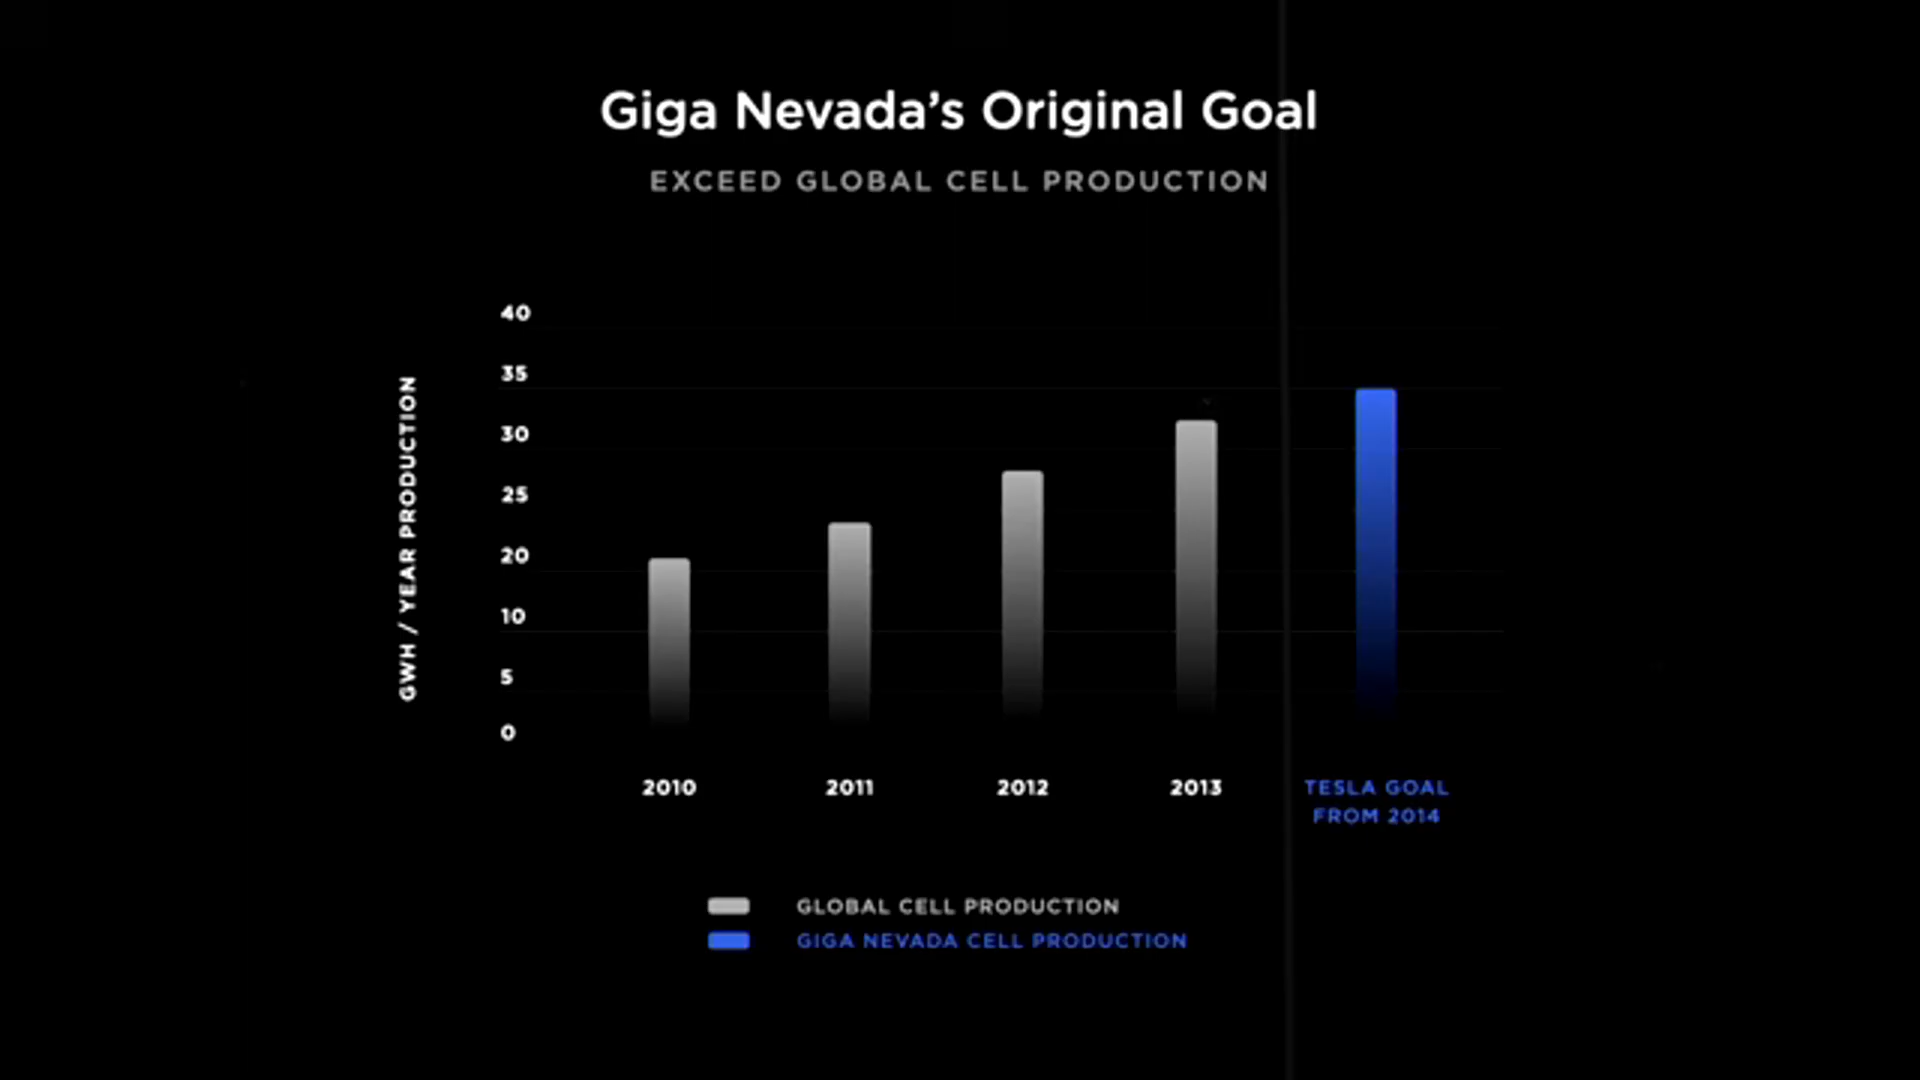 Giga Nevada’s Original Goal
EXCEED GLOBAL CELL PRODUCTION
GWH / YEAR PRODUCTION
40
35
30
25
20
10
5
0
2010 2011 2012 2013 TESLA GOAL
FROM 2014
GLOBAL CELL PRODUCTION
GIGA NEVADA CELL PRODUCTION